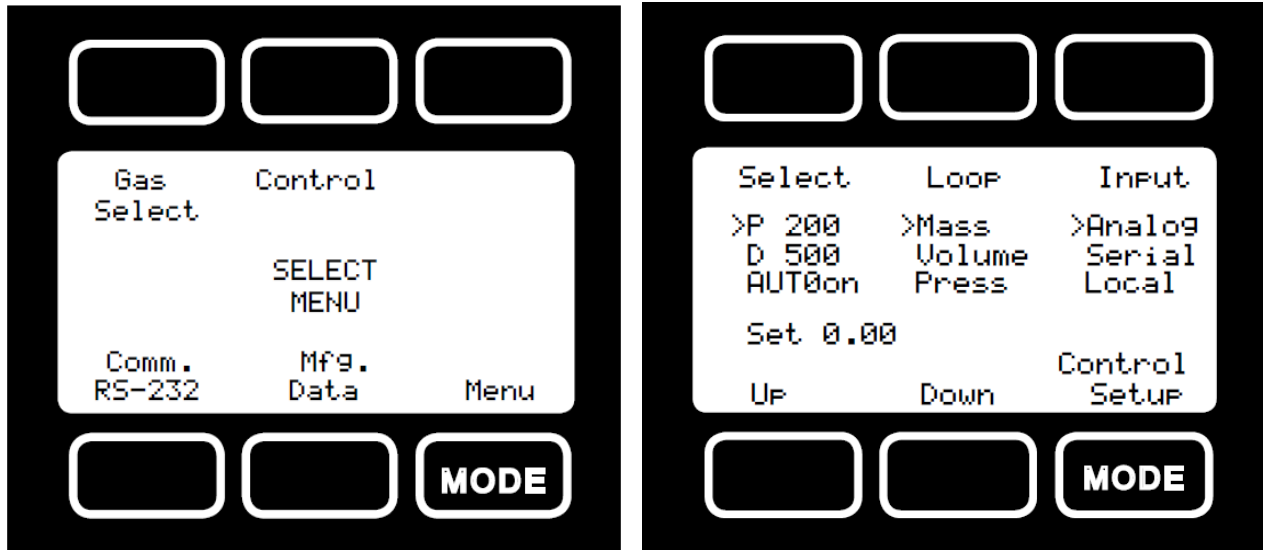 Gas Control
Select
SELECT
MENU
Comm. Mfg.
RS-232 Data Menu
MODE
Select Loop Input
>P 200 >Mass >Analog
D 500 Volume Serial
AUT0on Press Local
Set 0.00
Control
Up Down Setup
MODE